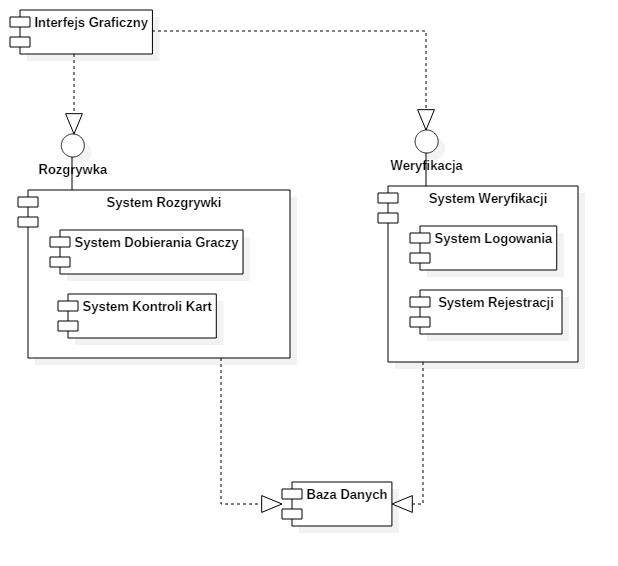 Interfejs Graficzny
Rozgrywka
Weryfikacja
System Rozgrywki
System Dobierania Graczy
System Kontroli Kart
System Weryfikacji
System Logowania
System Rejestracji
Baza Danych